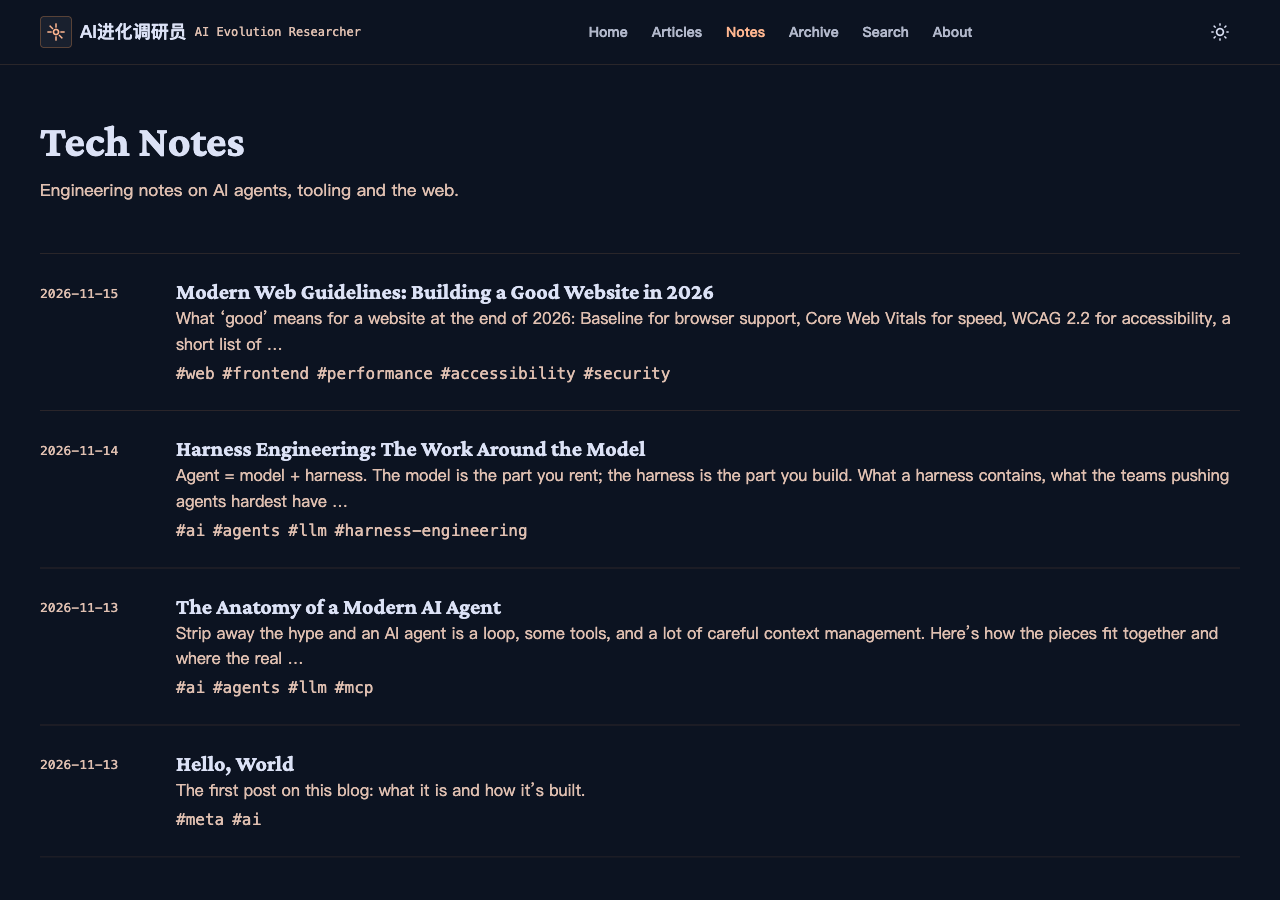 AI进化调研员 AI Evolution Researcher Home Articles Notes Archive Search About
Tech Notes
Engineering notes on AI agents, tooling and the web.
2026-11-15 Modern Web Guidelines: Building a Good Website in 2026
What ‘good’ means for a website at the end of 2026: Baseline for browser support, Core Web Vitals for speed, WCAG 2.2 for accessibility, a
short list of …
#web #frontend #performance #accessibility #security
2026-11-14 Harness Engineering: The Work Around the Model
Agent = model + harness. The model is the part you rent; the harness is the part you build. What a harness contains, what the teams pushing
agents hardest have …
#ai #agents #llm #harness-engineering
2026-11-13 The Anatomy of a Modern AI Agent
Strip away the hype and an AI agent is a loop, some tools, and a lot of careful context management. Here’s how the pieces fit together and
where the real …
#ai #agents #llm #mcp
2026-11-13 Hello, World
The first post on this blog: what it is and how it’s built.
#meta #ai